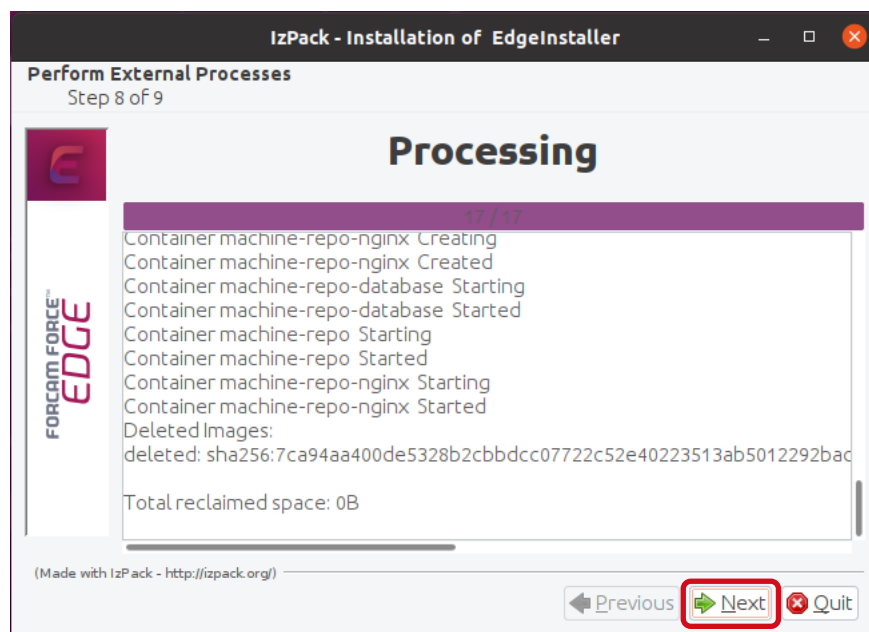 IzPack - Installation of EdgeInstaller
Perform External Processes
Step 8 of 9
Processing
17 / 17
Container machine-repo-nginx Creating
Container machine-repo-nginx Created
Container machine-repo-database Starting
Container machine-repo-database Started
Container machine-repo Starting
Container machine-repo Started
Container machine-repo-nginx Starting
Container machine-repo-nginx Started
Deleted Images:
deleted: sha256:7ca94aa400de5328b2cbbdcc07722c52e40223513ab5012292bac
Total reclaimed space: 0B
FORCAM FORCE™
EDGE
(Made with IzPack - http://izpack.org/)
Previous Next Quit